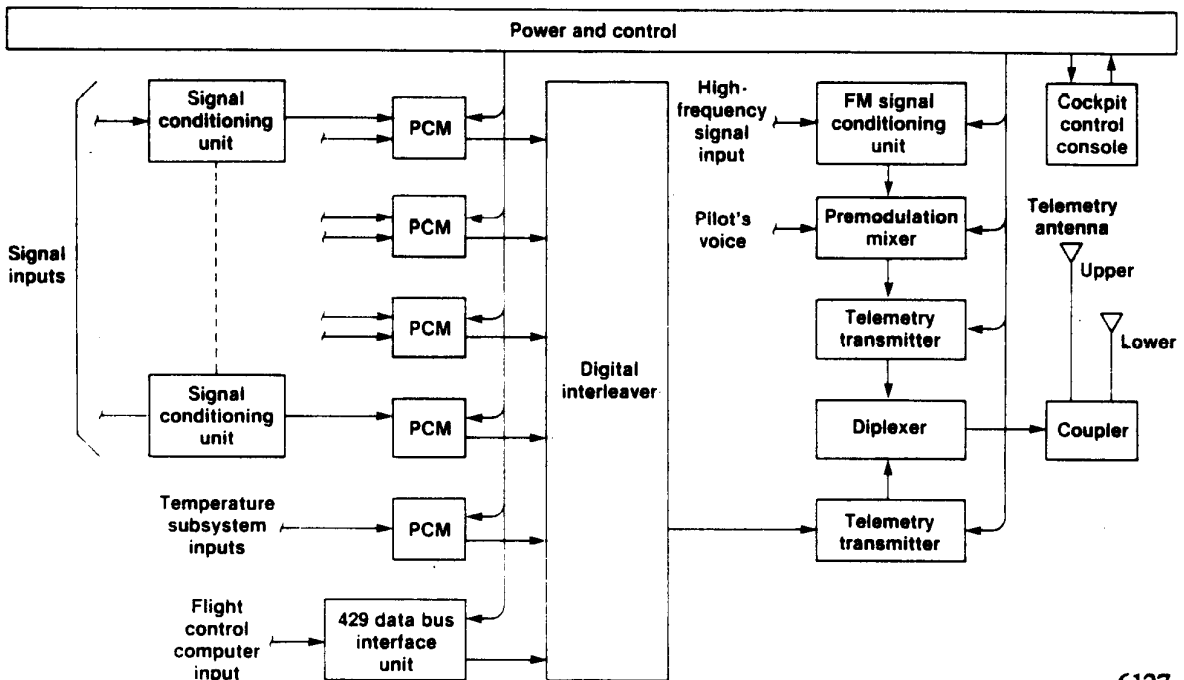 Power and control
Signal
conditioning
unit
PCM
High-
frequency
signal
input
FM signal
conditioning
unit
Cockpit
control
console
Signal
inputs
PCM
Pilot's
voice
Premodulation
mixer
Telemetry
antenna
Upper
PCM
Digital
interleaver
Telemetry
transmitter
Lower
Signal
conditioning
unit
PCM
Diplexer
Coupler
Temperature
subsystem
inputs
PCM
Telemetry
transmitter
Flight
control
computer
input
429 data bus
interface
unit
6127